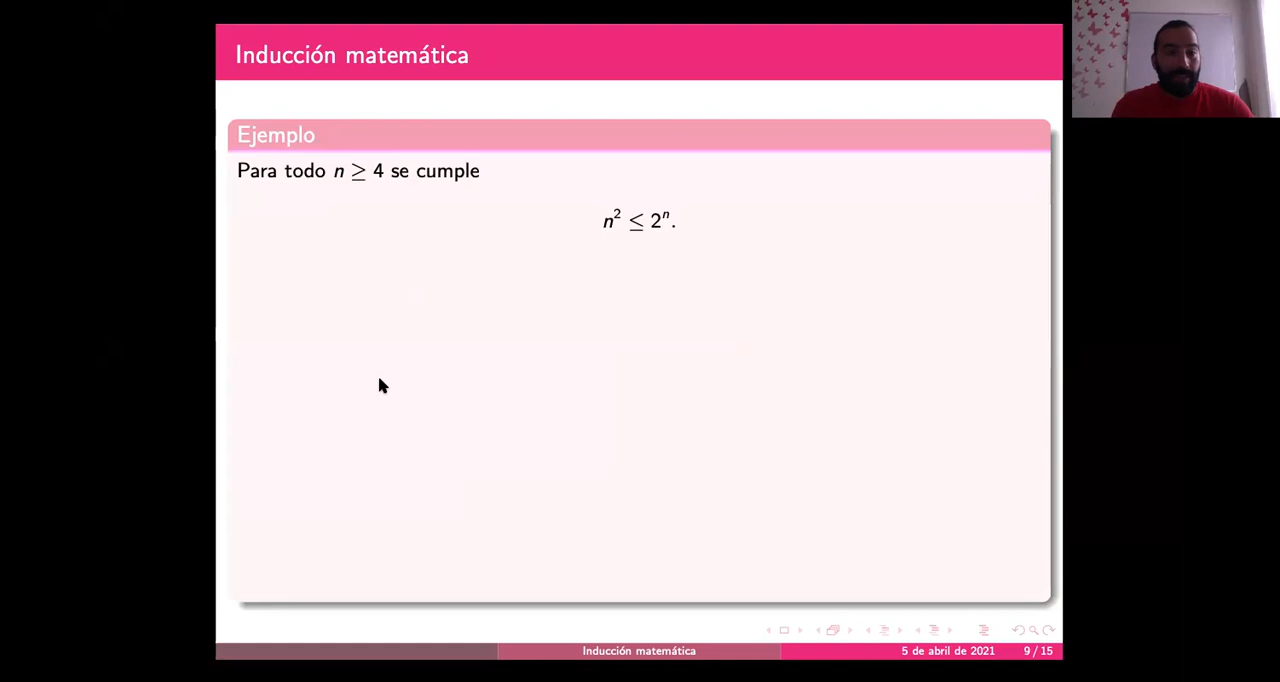 Inducción matemática
Ejemplo
Para todo n ≥ 4 se cumple
n² ≤ 2ⁿ.
Inducción matemática
5 de abril de 2021
9 / 15